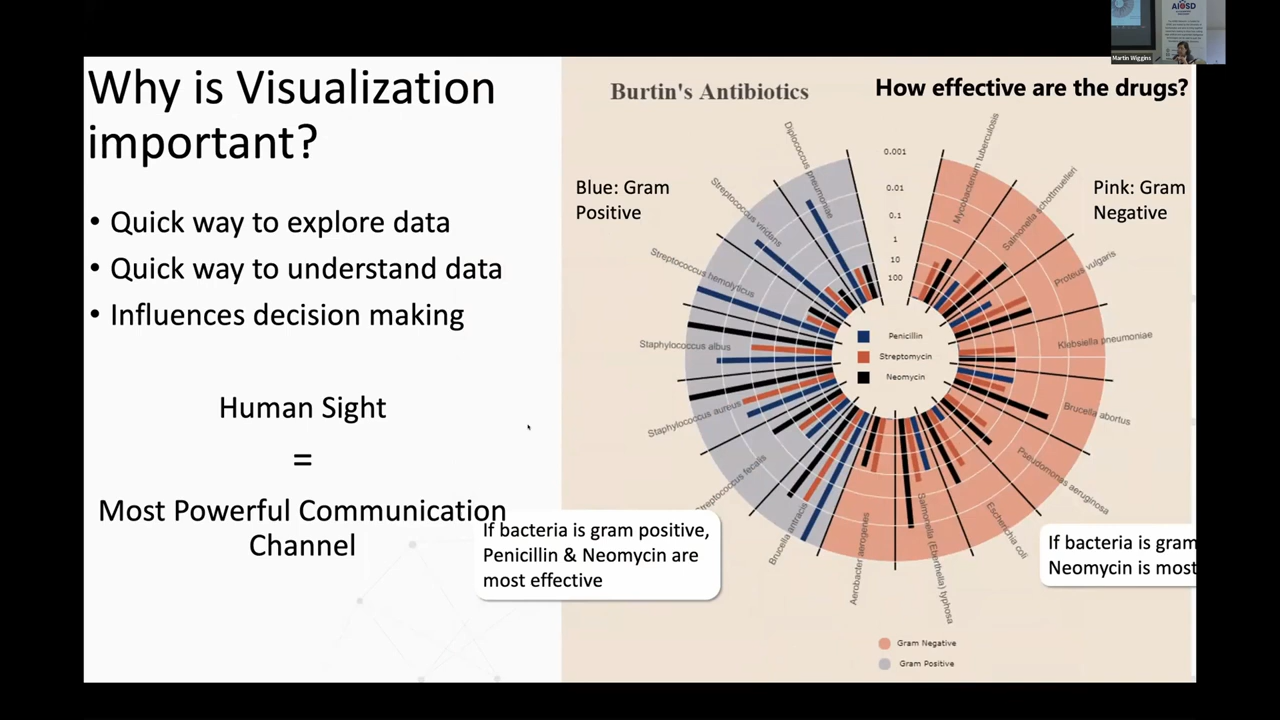 AIOSD
Martin Wiggins
Why is Visualization
important?
• Quick way to explore data
• Quick way to understand data
• Influences decision making
Human Sight
=
Most Powerful Communication
Channel
Burtin's Antibiotics
How effective are the drugs?
Blue: Gram
Positive
Pink: Gram
Negative
0.001
0.01
0.1
1
10
100
Diplococcus pneumoniae
Streptococcus viridans
Streptococcus hemolyticus
Staphylococcus albus
Staphylococcus aureus
Streptococcus fecalis
Brucella antracis
Aerobacter aerogenes
Salmonella (Eberthella) typhosa
Escherichia coli
Pseudomonas aeruginosa
Brucella abortus
Klebsiella pneumoniae
Proteus vulgaris
Salmonella schottmuelleri
Mycobacterium tuberculosis
Penicillin
Streptomycin
Neomycin
If bacteria is gram positive,
Penicillin & Neomycin are
most effective
If bacteria is gram
Neomycin is most
Gram Negative
Gram Positive